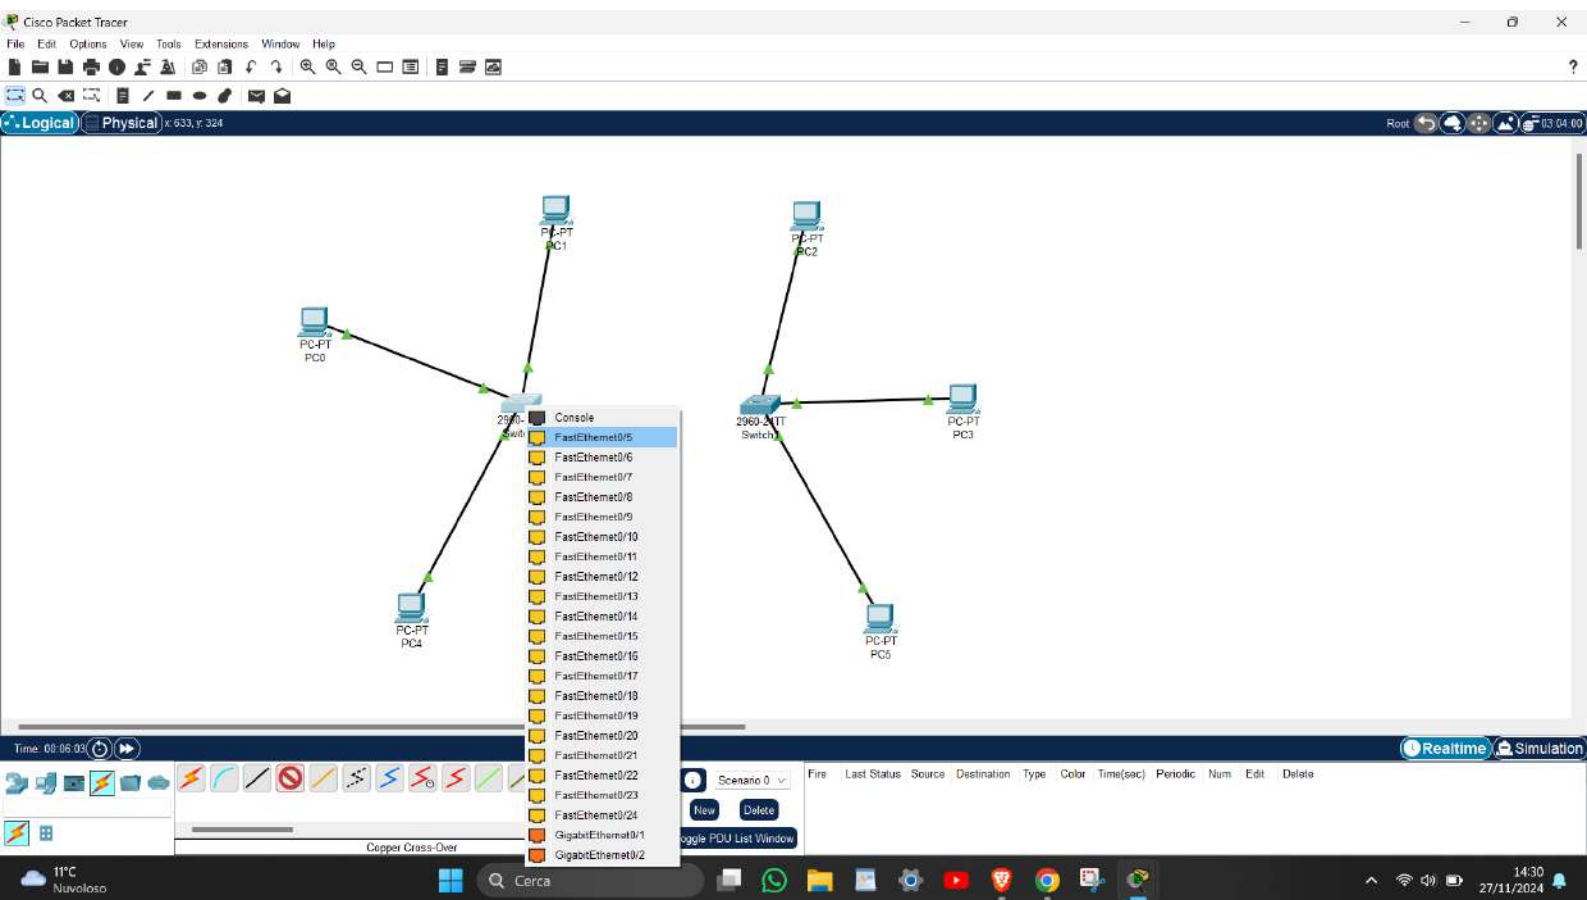 Cisco Packet Tracer
File Edit Options View Tools Extensions Window Help
?
Logical Physical x: 633, y: 324
Root 03:04:00
PC-PT
PC1
PC-PT
PC2
PC-PT
PC0
2960-24TT
Switch
PC-PT
PC3
PC-PT
PC4
PC-PT
PC5
Console
FastEthernet0/5
FastEthernet0/6
FastEthernet0/7
FastEthernet0/8
FastEthernet0/9
FastEthernet0/10
FastEthernet0/11
FastEthernet0/12
FastEthernet0/13
FastEthernet0/14
FastEthernet0/15
FastEthernet0/16
FastEthernet0/17
FastEthernet0/18
FastEthernet0/19
FastEthernet0/20
FastEthernet0/21
FastEthernet0/22
FastEthernet0/23
FastEthernet0/24
GigabitEthernet0/1
GigabitEthernet0/2
Time: 00:06:03
Realtime Simulation
Scenario 0
New Delete
oggle PDU List Window
Fire Last Status Source Destination Type Color Time(sec) Periodic Num Edit Delete
Copper Cross-Over
11°C
Nuvoloso
Cerca
14:30
27/11/2024